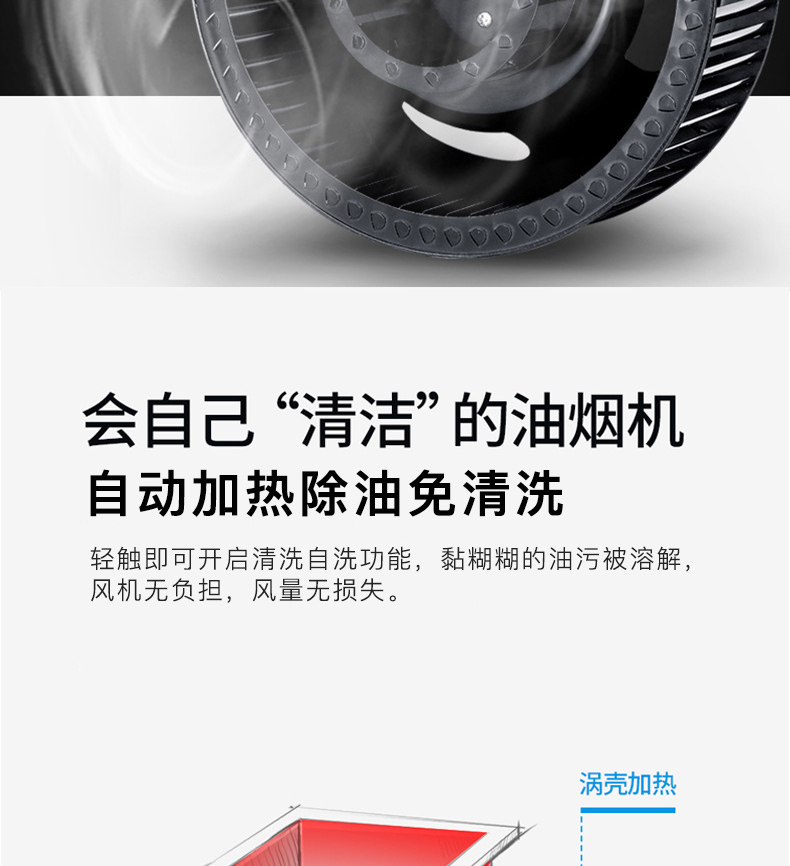 会自己“清洁”的油烟机
自动加热除油免清洗
轻触即可开启清洗自洗功能，黏糊糊的油污被溶解，
风机无负担，风量无损失。
涡壳加热